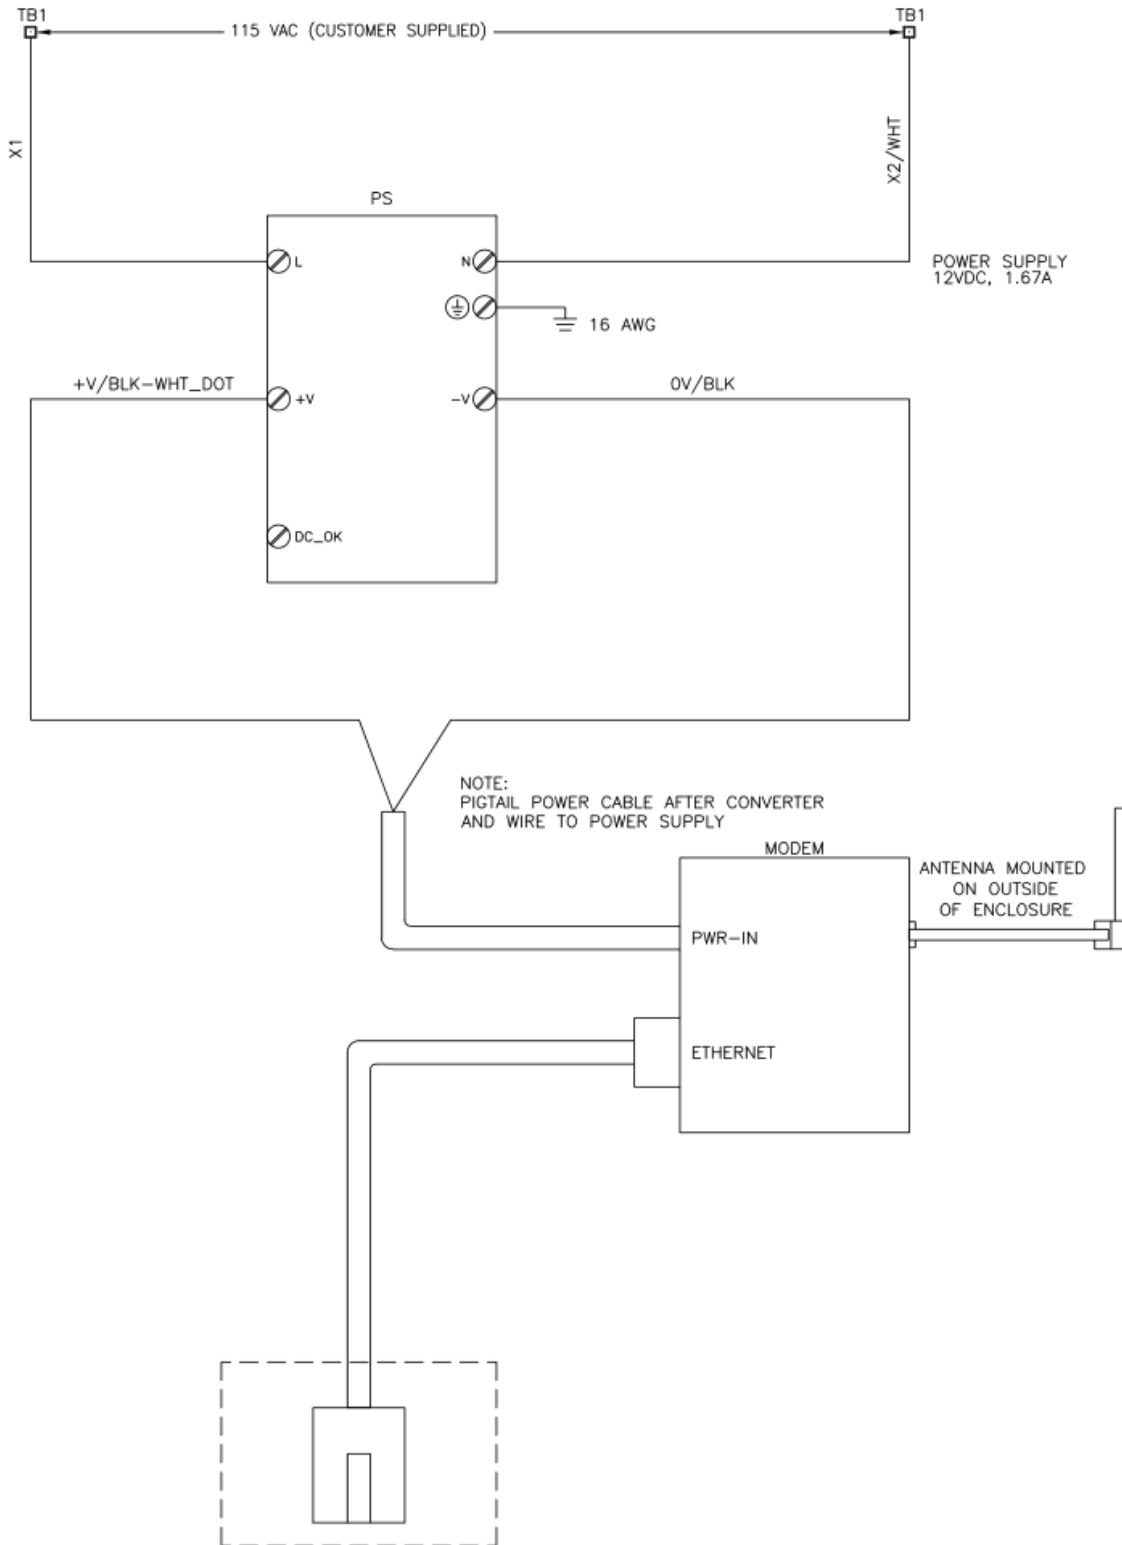 TB1
TB1
115 VAC (CUSTOMER SUPPLIED)
X1
X2/WHT
PS
L
N
POWER SUPPLY
12VDC, 1.67A
16 AWG
+V/BLK-WHT_DOT
+V
-V
0V/BLK
DC_OK
NOTE:
PIGTAIL POWER CABLE AFTER CONVERTER
AND WIRE TO POWER SUPPLY
MODEM
ANTENNA MOUNTED
ON OUTSIDE
OF ENCLOSURE
PWR-IN
ETHERNET